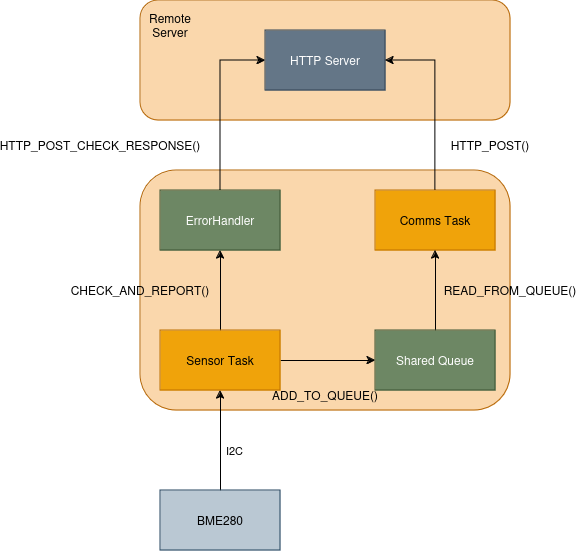 Remote
Server
HTTP Server
HTTP_POST_CHECK_RESPONSE()
HTTP_POST()
ErrorHandler
Comms Task
CHECK_AND_REPORT()
READ_FROM_QUEUE()
Sensor Task
Shared Queue
ADD_TO_QUEUE()
I2C
BME280